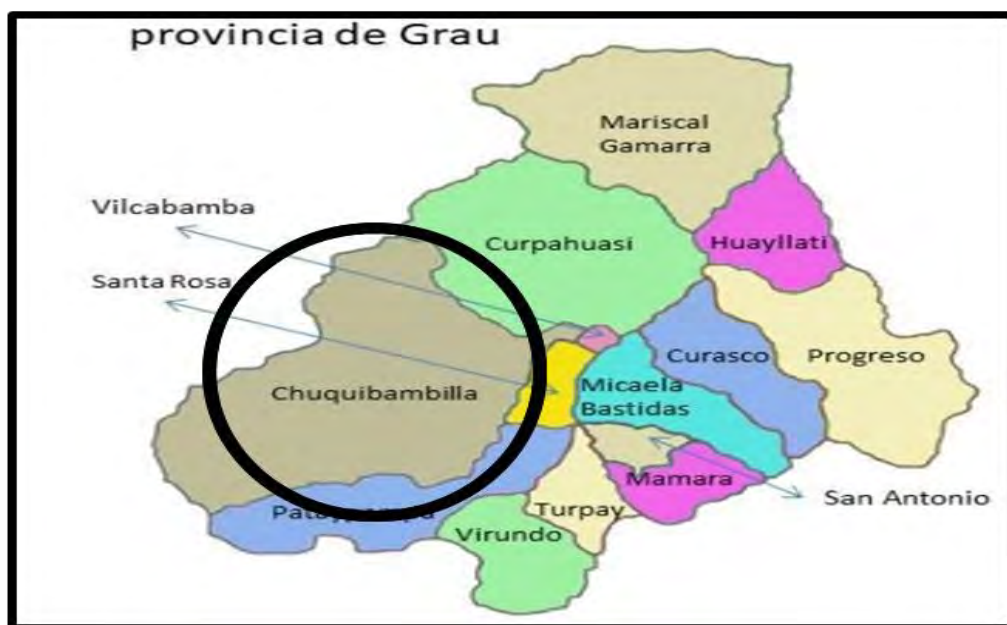 provincia de Grau
Mariscal
Gamarra
Vilcabamba
Curpahuasi
Huayllati
Santa Rosa
Chuquibambilla
Curasco
Progreso
Micaela
Bastidas
Mamara
San Antonio
Turpay
Virundo